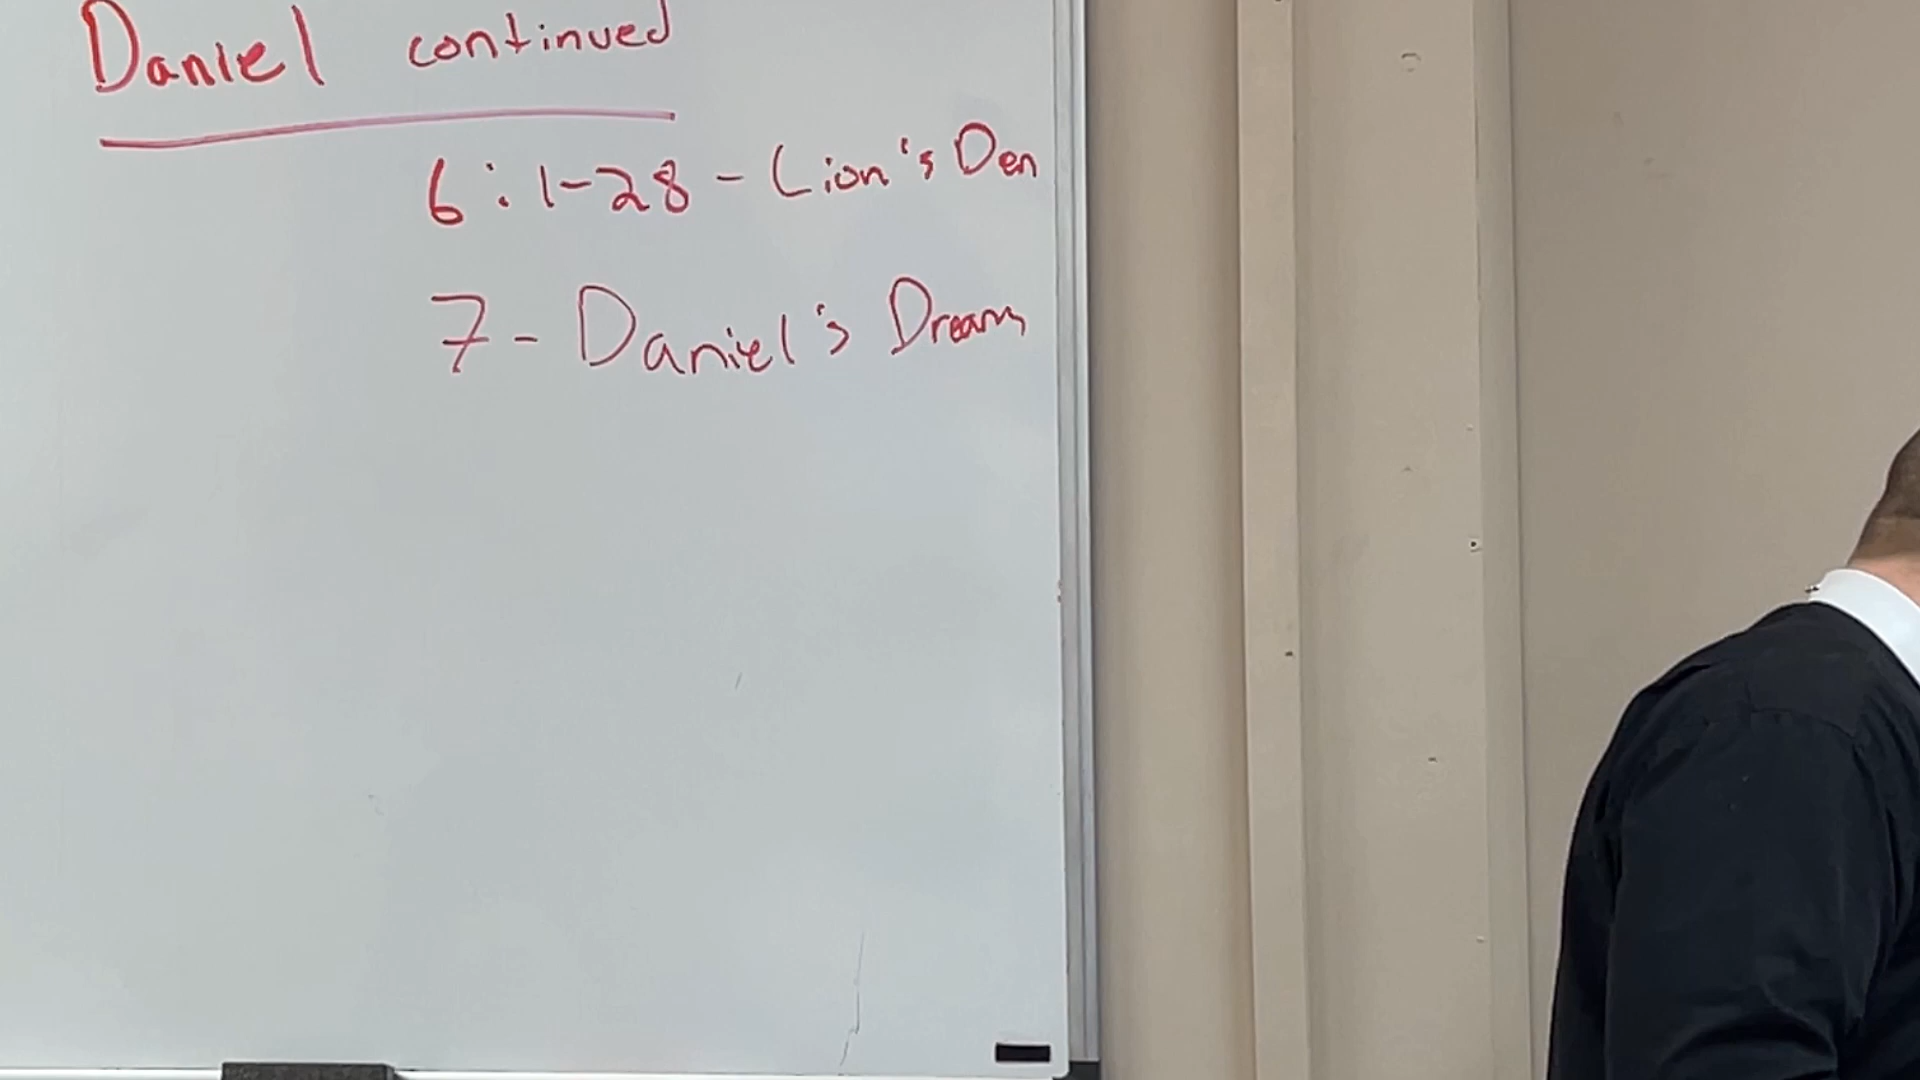 Daniel continued
6:1-28 - Lion's Den
7 - Daniel's Dream